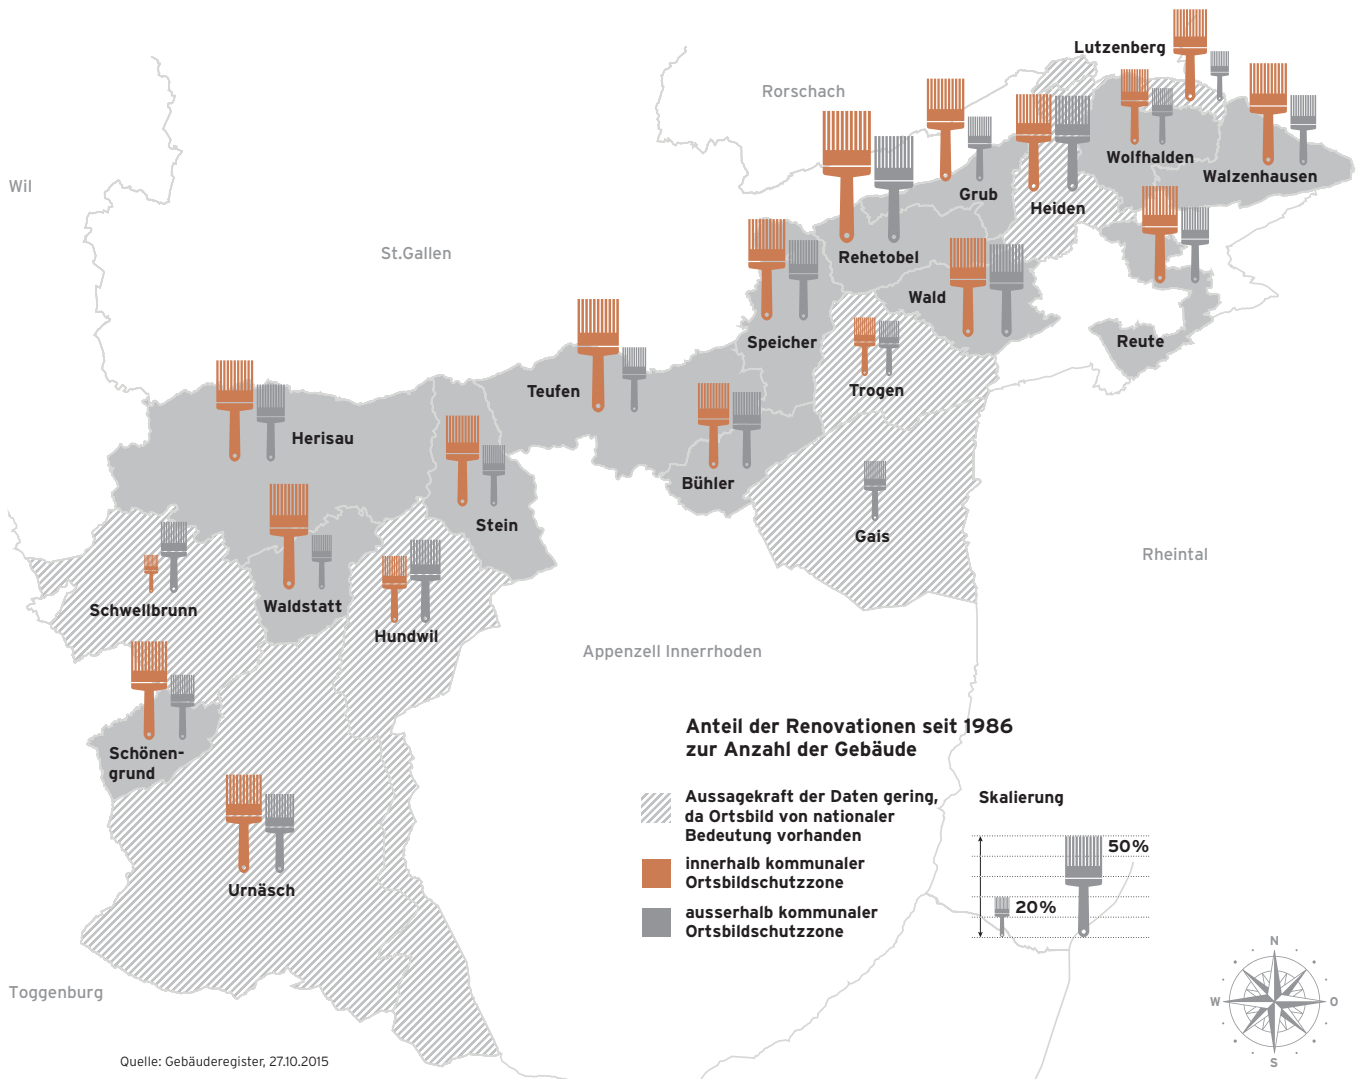 Lutzenberg
Rorschach
Wolfhalden
Wil
Walzenhausen
Grub
Heiden
St.Gallen
Rehetobel
Wald
Speicher
Reute
Trogen
Teufen
Herisau
Bühler
Stein
Gais
Rheintal
Schwellbrunn
Waldstatt
Hundwil
Appenzell Innerrhoden
Schönen-
grund
Urnäsch
Toggenburg
Anteil der Renovationen seit 1986
zur Anzahl der Gebäude
Aussagekraft der Daten gering,
da Ortsbild von nationaler
Bedeutung vorhanden
innerhalb kommunaler
Ortsbildschutzzone
ausserhalb kommunaler
Ortsbildschutzzone
Skalierung
50%
20%
N
W
O
S
Quelle: Gebäuderegister, 27.10.2015